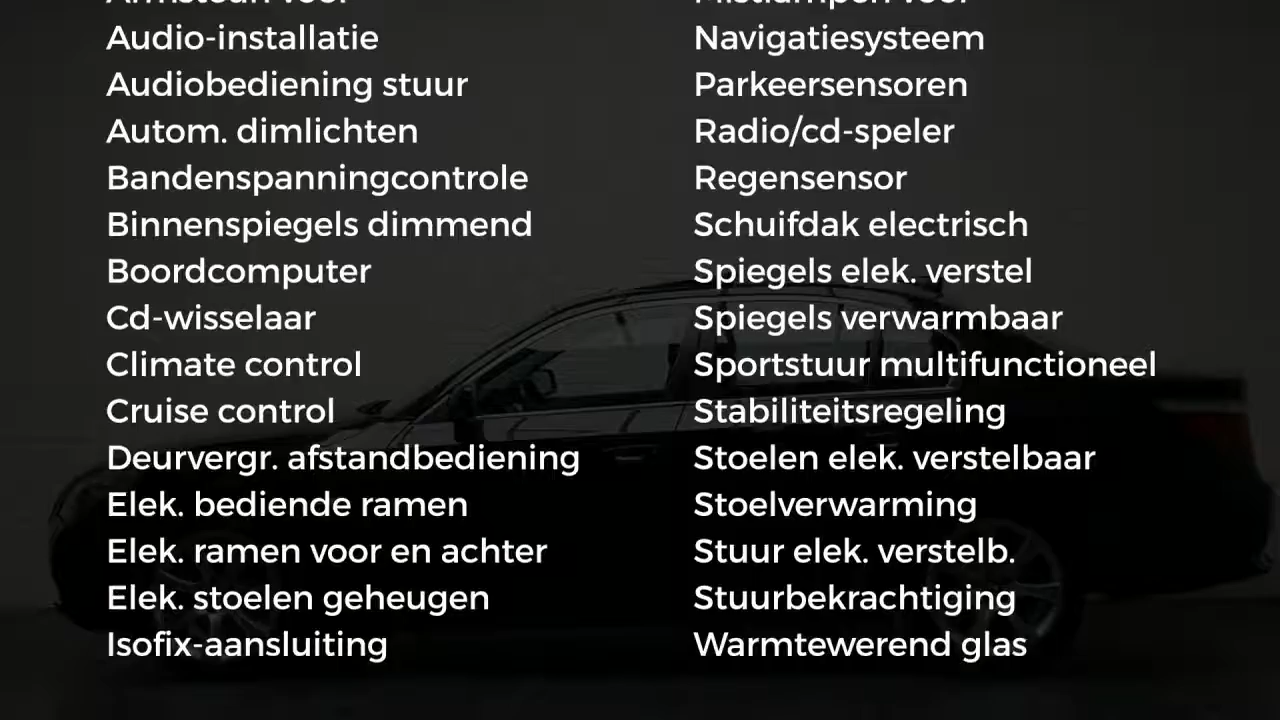 Audio-installatie
Audiobediening stuur
Autom. dimlichten
Bandenspanningcontrole
Binnenspiegels dimmend
Boordcomputer
Cd-wisselaar
Climate control
Cruise control
Deurvergr. afstandbediening
Elek. bediende ramen
Elek. ramen voor en achter
Elek. stoelen geheugen
Isofix-aansluiting
Navigatiesysteem
Parkeersensoren
Radio/cd-speler
Regensensor
Schuifdak electrisch
Spiegels elek. verstel
Spiegels verwarmbaar
Sportstuur multifunctioneel
Stabiliteitsregeling
Stoelen elek. verstelbaar
Stoelverwarming
Stuur elek. verstelb.
Stuurbekrachtiging
Warmtewerend glas